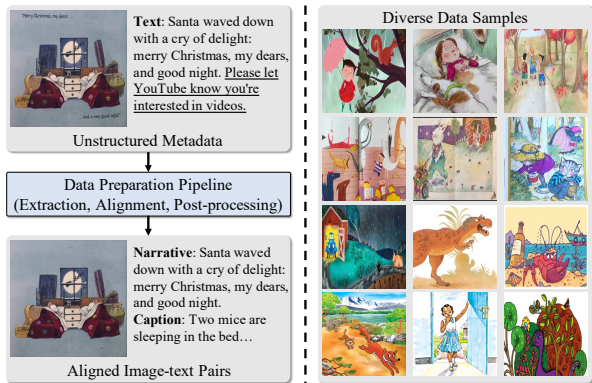 "Merry Christmas, my dears...
Text: Santa waved down
with a cry of delight:
merry Christmas, my dears,
and good night. Please let
YouTube know you're
interested in videos.
...and a very good night"
Unstructured Metadata
Data Preparation Pipeline
(Extraction, Alignment, Post-processing)
Narrative: Santa waved
down with a cry of delight:
merry Christmas, my dears,
and good night.
Caption: Two mice are
sleeping in the bed…
Aligned Image-text Pairs
Diverse Data Samples